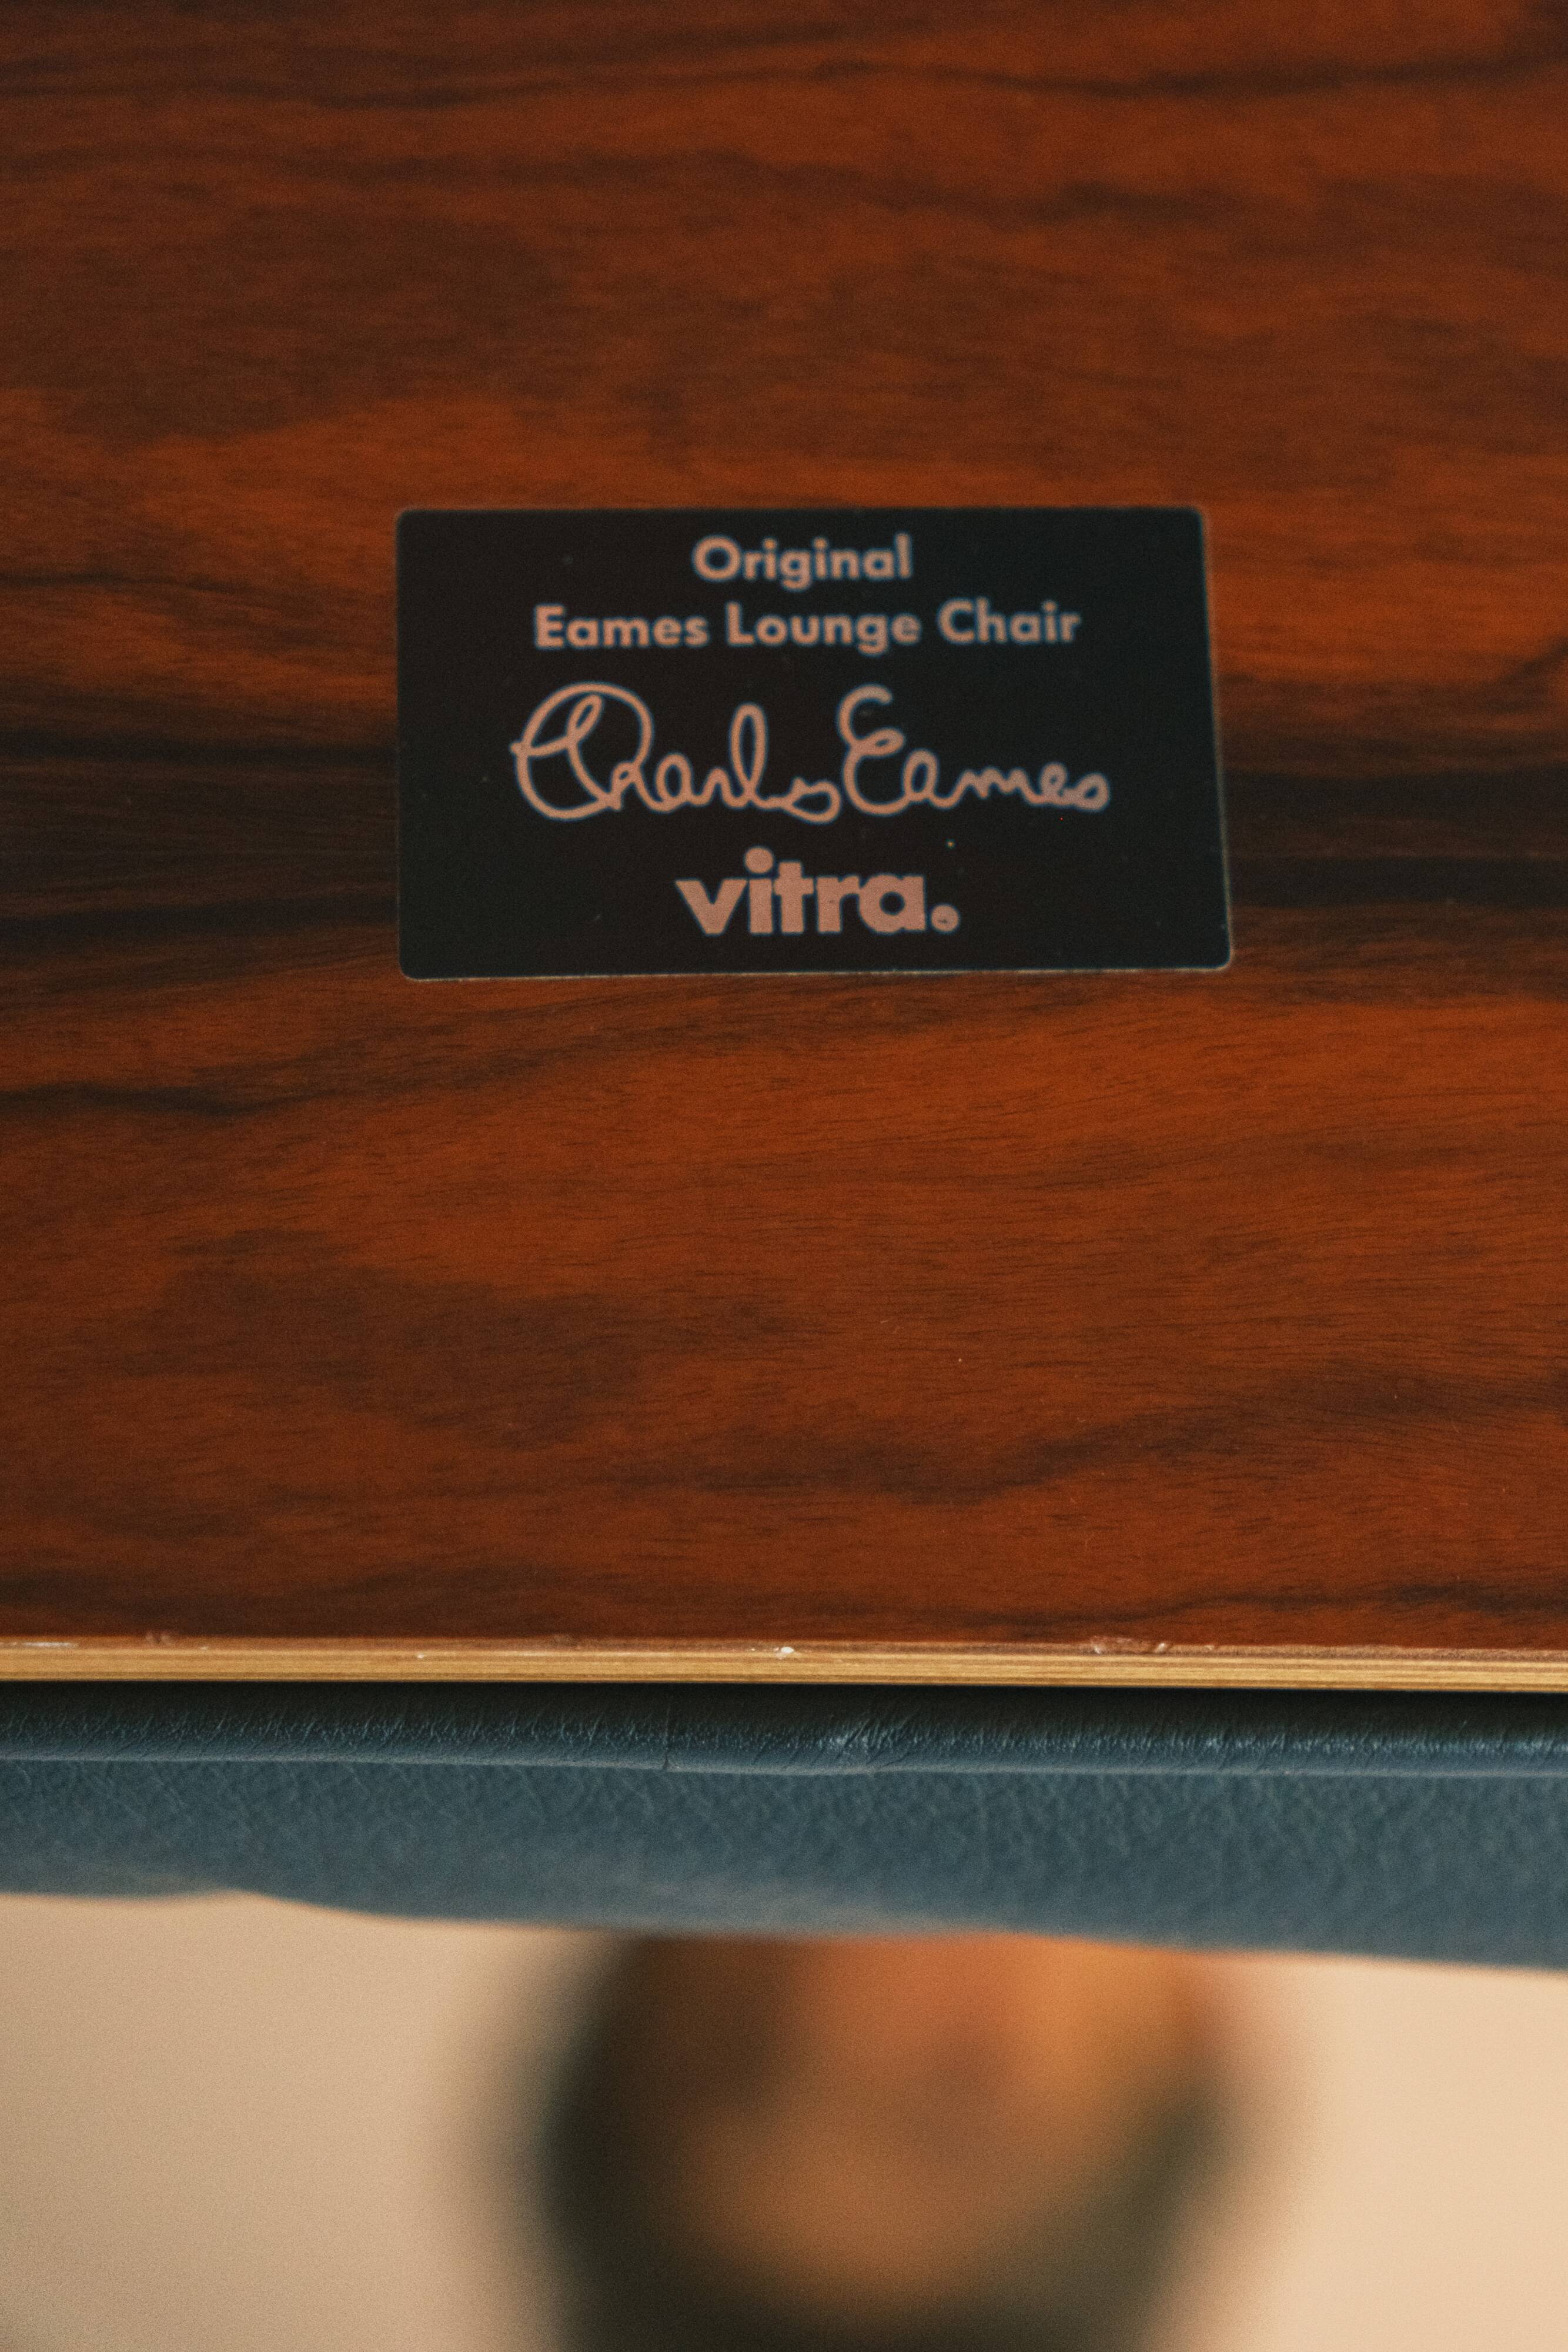 Original
Eames Lounge Chair
Charles Eames
vitra.